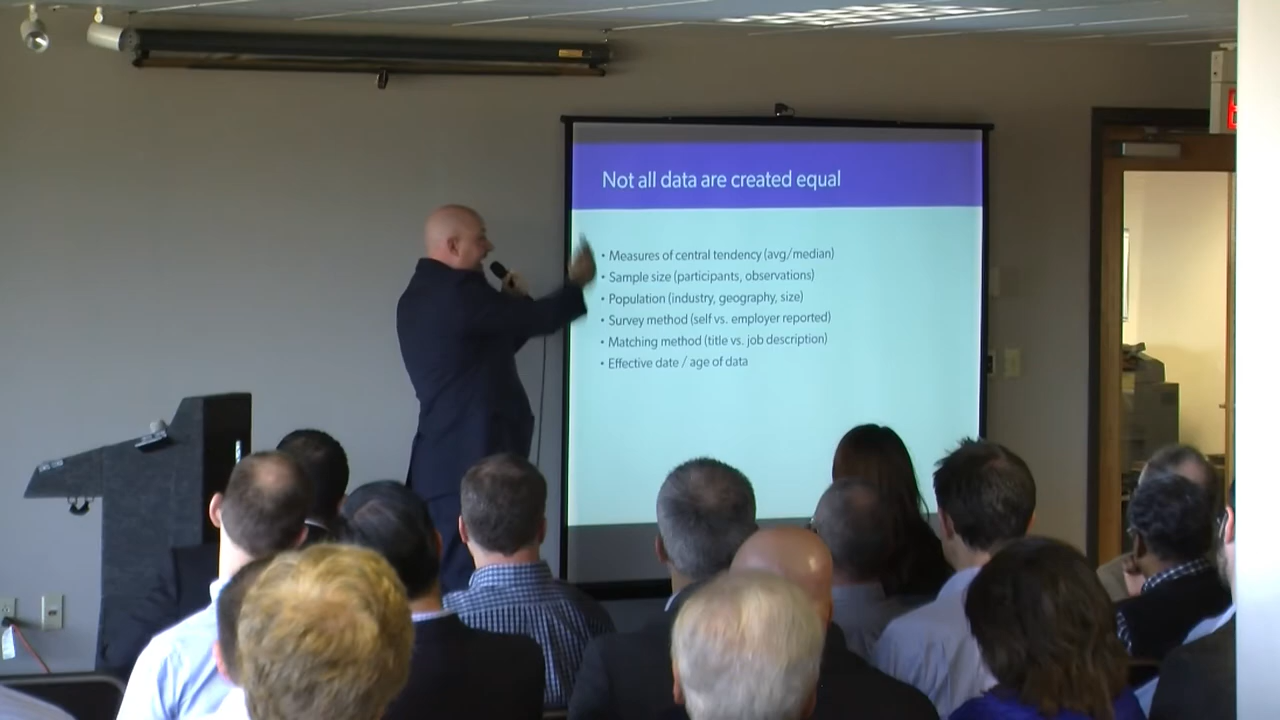 Not all data are created equal
• Measures of central tendency (avg/median)
• Sample size (participants, observations)
• Population (industry, geography, size)
• Survey method (self vs. employer reported)
• Matching method (title vs. job description)
• Effective date / age of data